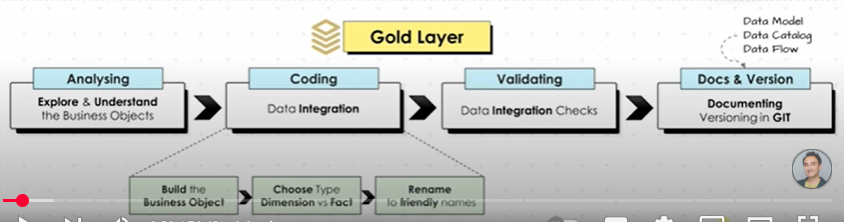 Data Model
Data Catalog
Data Flow
Gold Layer
Analysing
Explore & Understand
the Business Objects
Coding
Data Integration
Validating
Data Integration Checks
Docs & Version
Documenting
Versioning in GIT
Build the
Business Object
Choose Type
Dimension vs Fact
Rename
to friendly names